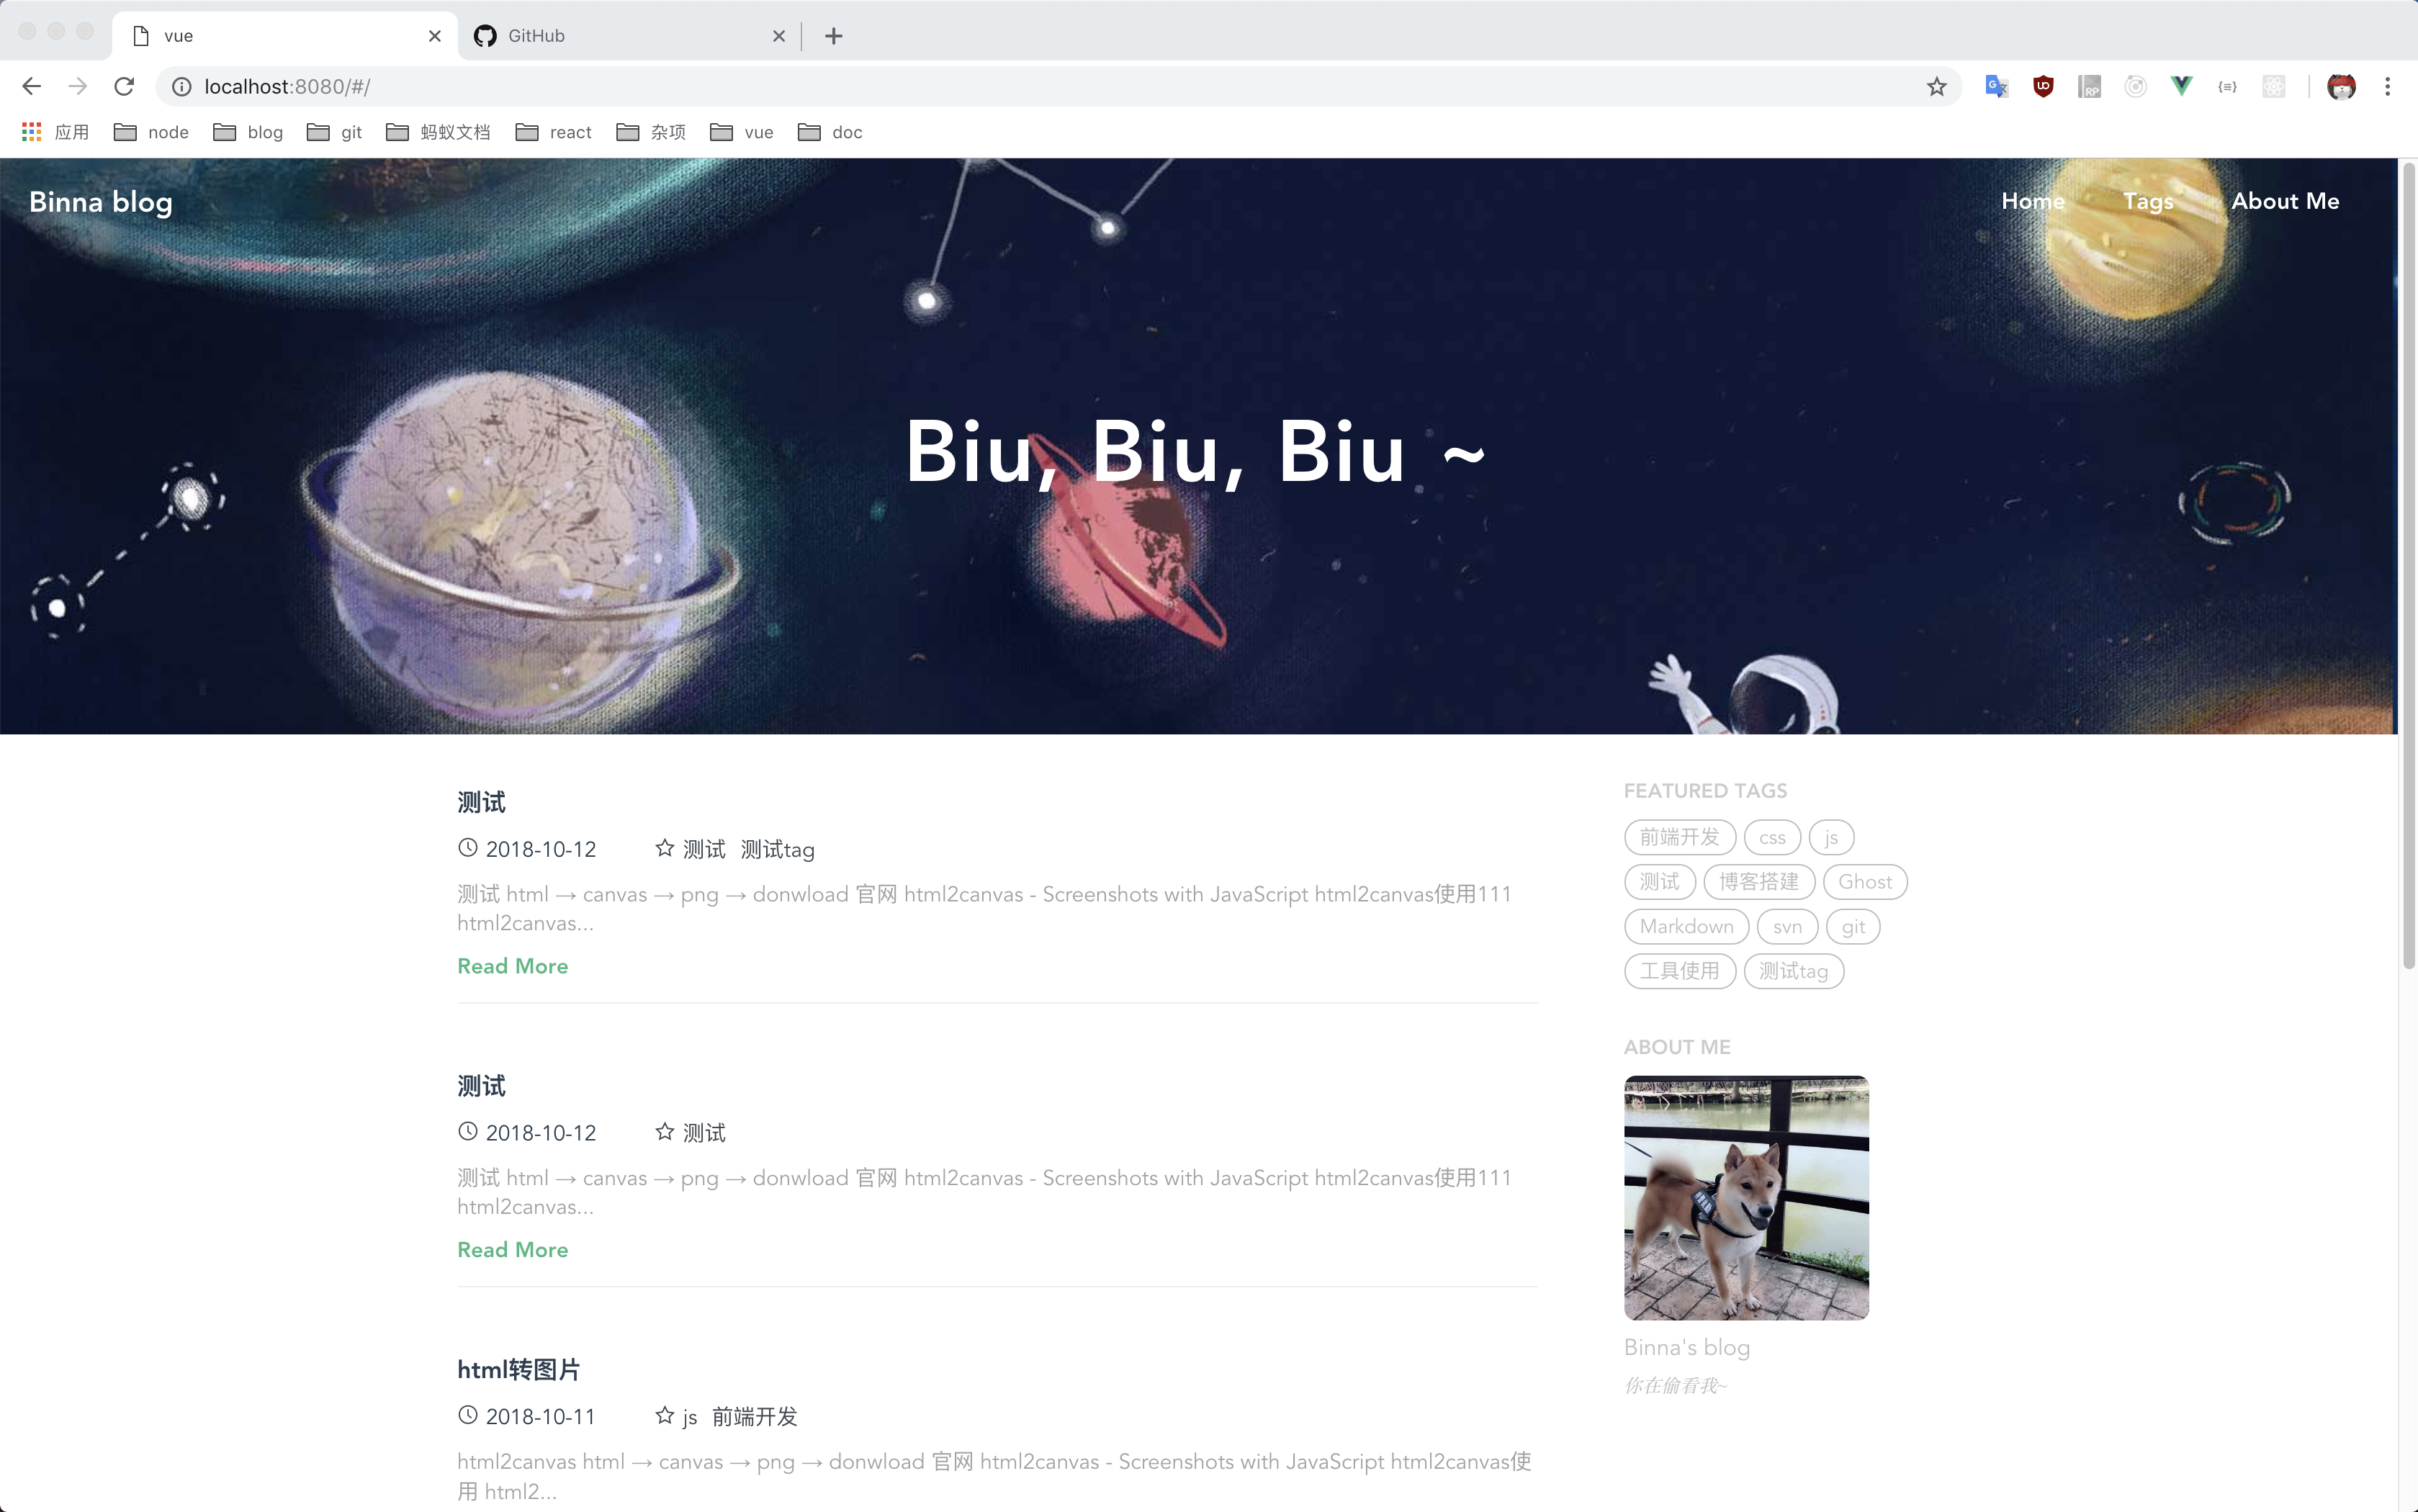 vue
GitHub
localhost:8080/#/
应用 node blog git 蚂蚁文档 react 杂项 vue doc
Binna blog
Home Tags About Me
Biu, Biu, Biu ~
测试
2018-10-12 测试 测试tag
测试 html → canvas → png → donwload 官网 html2canvas - Screenshots with JavaScript html2canvas使用111
html2canvas...
Read More
测试
2018-10-12 测试
测试 html → canvas → png → donwload 官网 html2canvas - Screenshots with JavaScript html2canvas使用111
html2canvas...
Read More
html转图片
2018-10-11 js 前端开发
html2canvas html → canvas → png → donwload 官网 html2canvas - Screenshots with JavaScript html2canvas使
用 html2...
FEATURED TAGS
前端开发 css js
测试 博客搭建 Ghost
Markdown svn git
工具使用 测试tag
ABOUT ME
Binna's blog
你在偷看我~